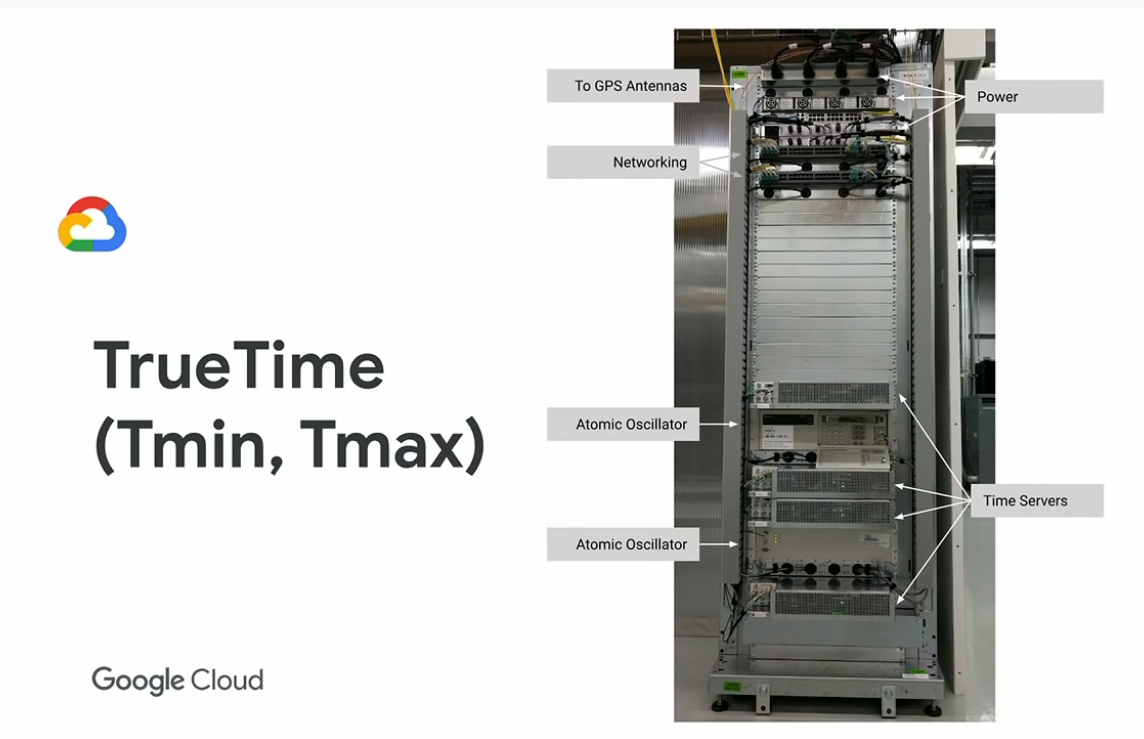 To GPS Antennas
Power
Networking
TrueTime
(Tmin, Tmax)
Atomic Oscillator
Time Servers
Atomic Oscillator
Google Cloud